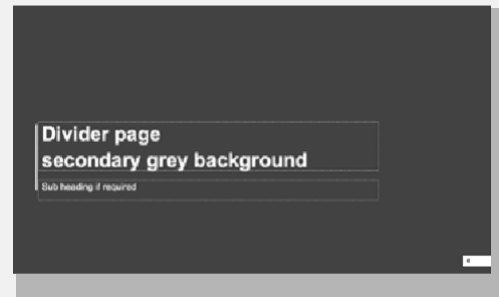 Divider page
secondary grey background
Sub heading if required